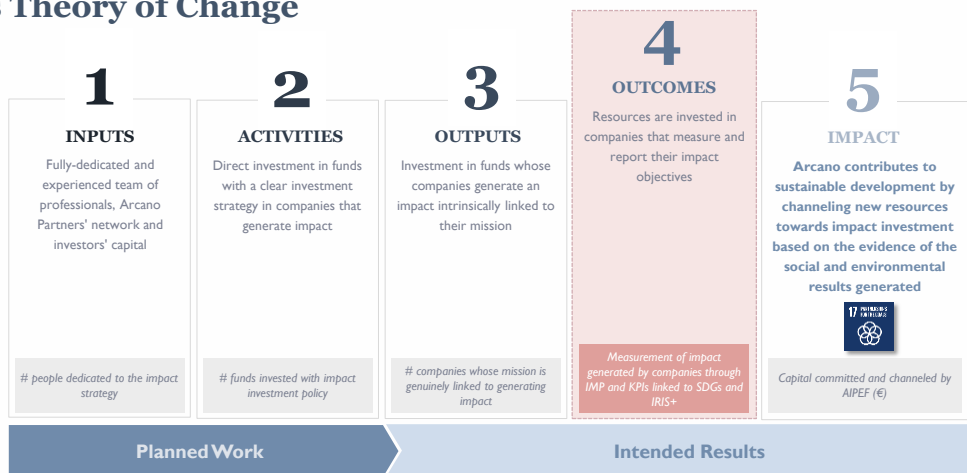 s Theory of Change
1
INPUTS
Fully-dedicated and
experienced team of
professionals, Arcano
Partners' network and
investors' capital
# people dedicated to the impact
strategy
2
ACTIVITIES
Direct investment in funds
with a clear investment
strategy in companies that
generate impact
# funds invested with impact
investment policy
3
OUTPUTS
Investment in funds whose
companies generate an
impact intrinsically linked to
their mission
# companies whose mission is
genuinely linked to generating
impact
4
OUTCOMES
Resources are invested in
companies that measure and
report their impact
objectives
Measurement of impact
generated by companies through
IMP and KPIs linked to SDGs and
IRIS+
5
IMPACT
Arcano contributes to
sustainable development by
channeling new resources
towards impact investment
based on the evidence of the
social and environmental
results generated
17 PARTNERSHIPS
FOR THE GOALS
Capital committed and channeled by
AIPEF (€)
Planned Work
Intended Results